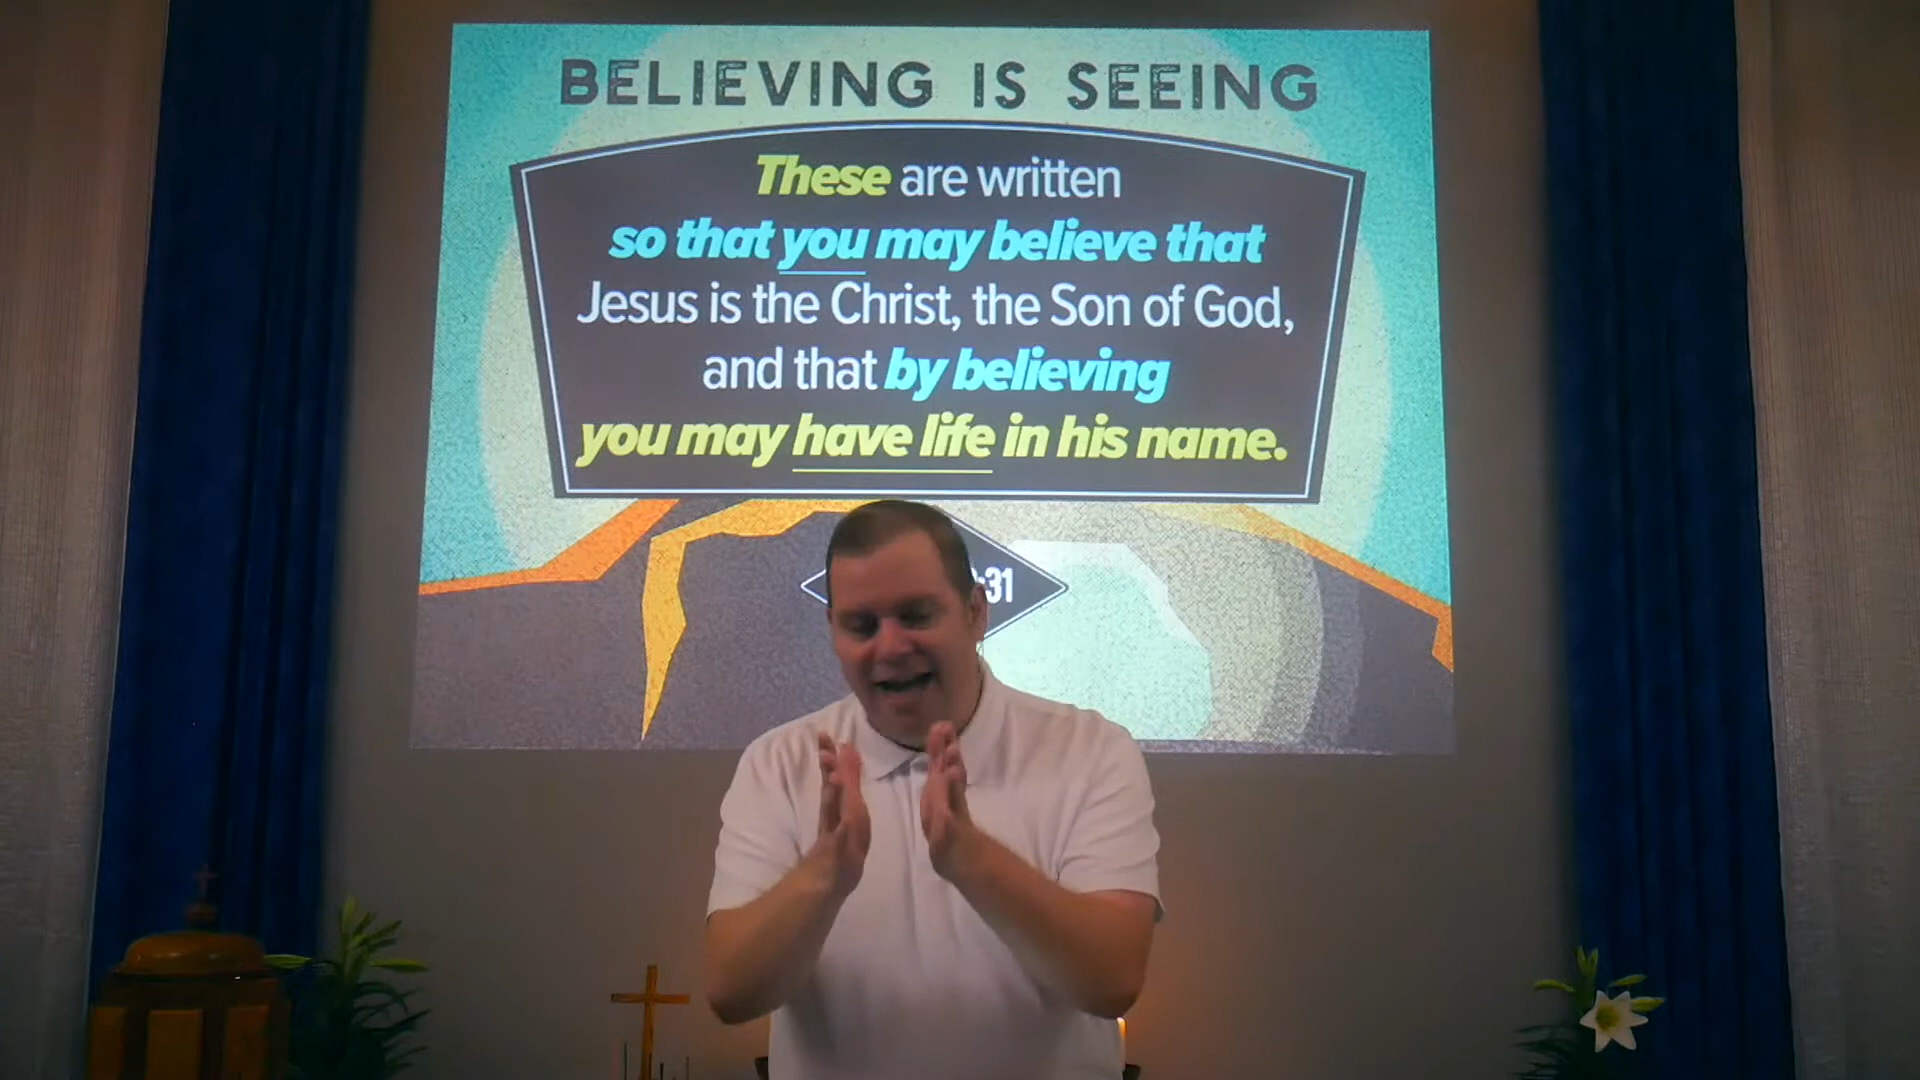 BELIEVING IS SEEING
These are written
so that you may believe that
Jesus is the Christ, the Son of God,
and that by believing
you may have life in his name.
:31